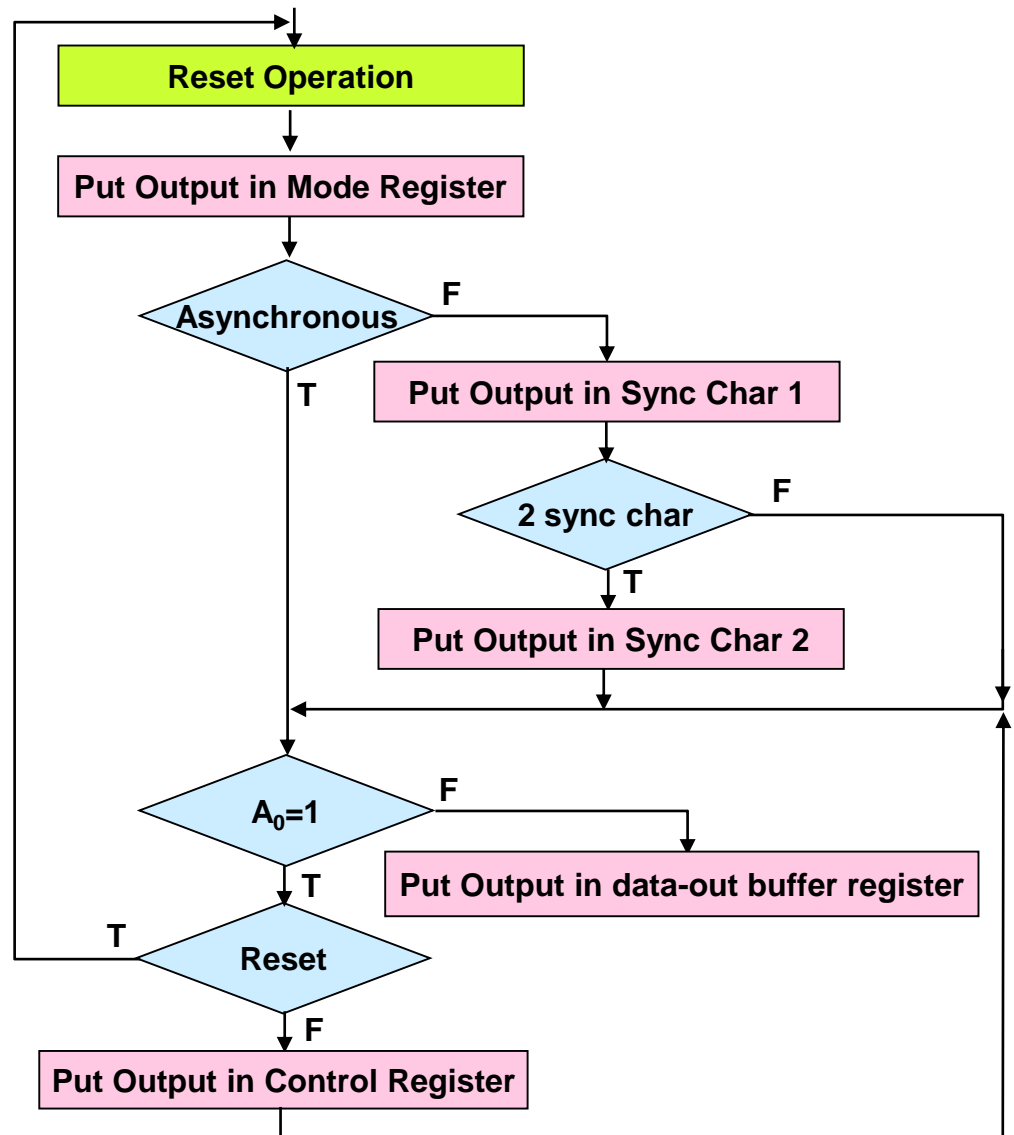 Reset Operation
Put Output in Mode Register
Asynchronous
F
T
Put Output in Sync Char 1
2 sync char
F
T
Put Output in Sync Char 2
A₀=1
F
T
Put Output in data-out buffer register
Reset
T
F
Put Output in Control Register